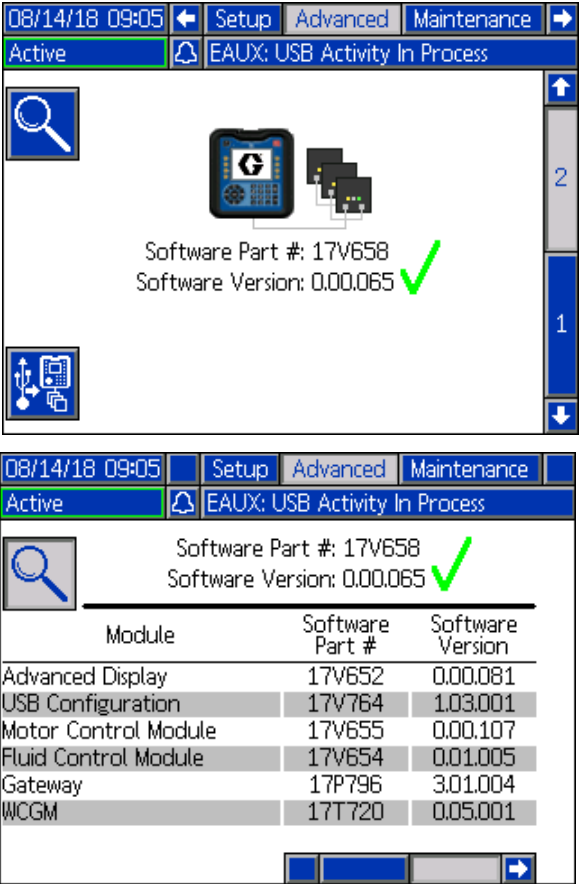 08/14/18 09:05 Setup Advanced Maintenance
Active EAUX: USB Activity In Process
2
G
Software Part #: 17V658
Software Version: 0.00.065
1
08/14/18 09:05 Setup Advanced Maintenance
Active EAUX: USB Activity In Process
Software Part #: 17V658
Software Version: 0.00.065
Module Software Part # Software Version
Advanced Display 17V652 0.00.081
USB Configuration 17V764 1.03.001
Motor Control Module 17V655 0.00.107
Fluid Control Module 17V654 0.01.005
Gateway 17P796 3.01.004
WCGM 17T720 0.05.001